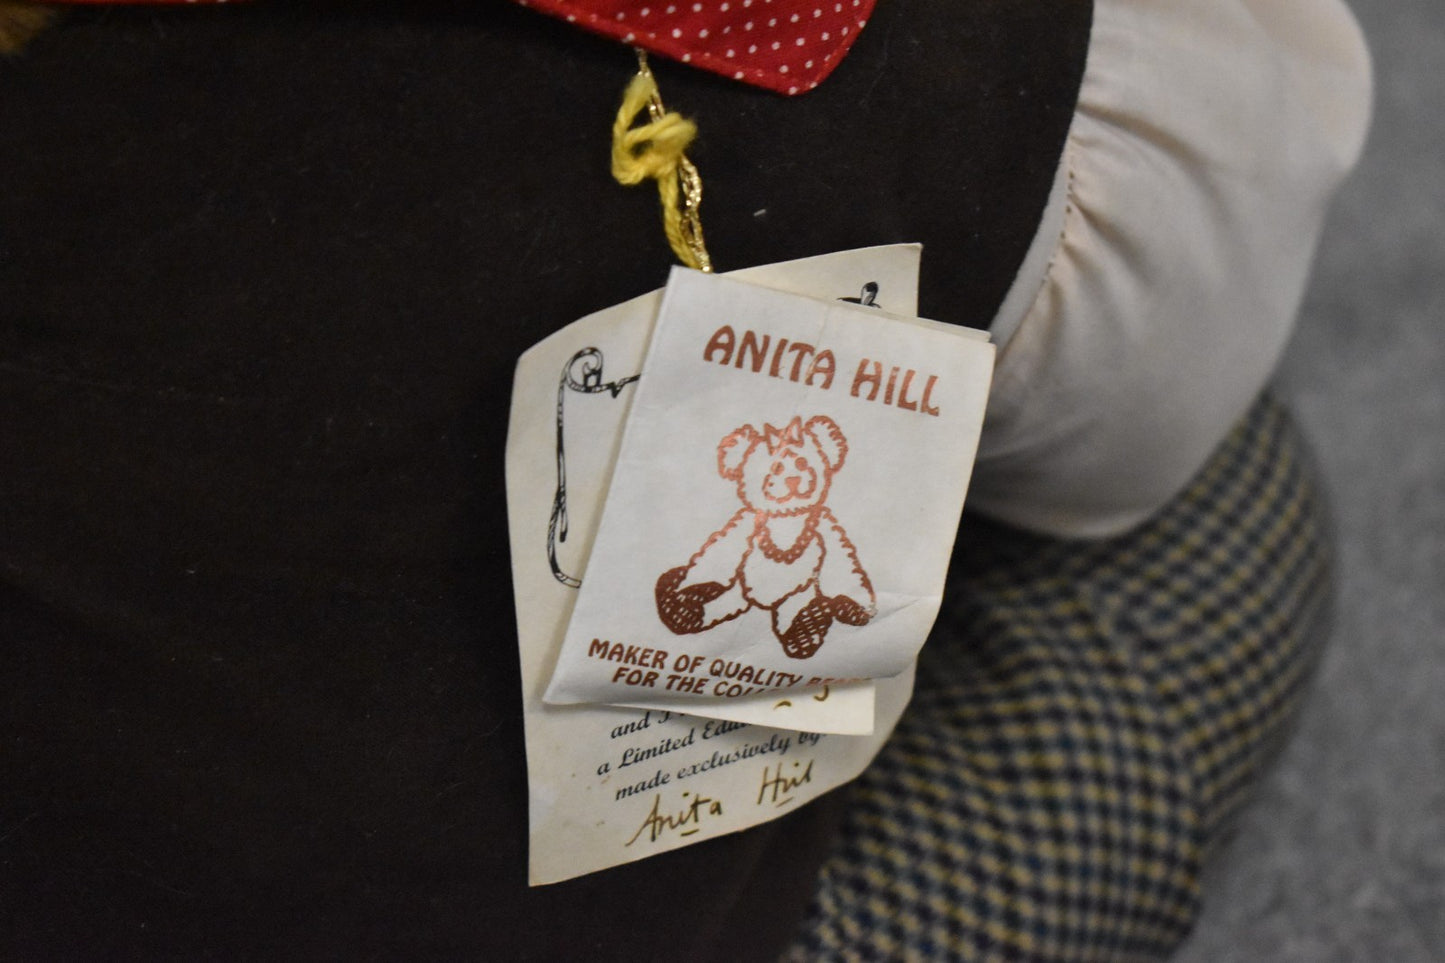 ANITA HILL
MAKER OF QUALITY
FOR THE
and
a Limited
made exclusively by:
Anita Hill